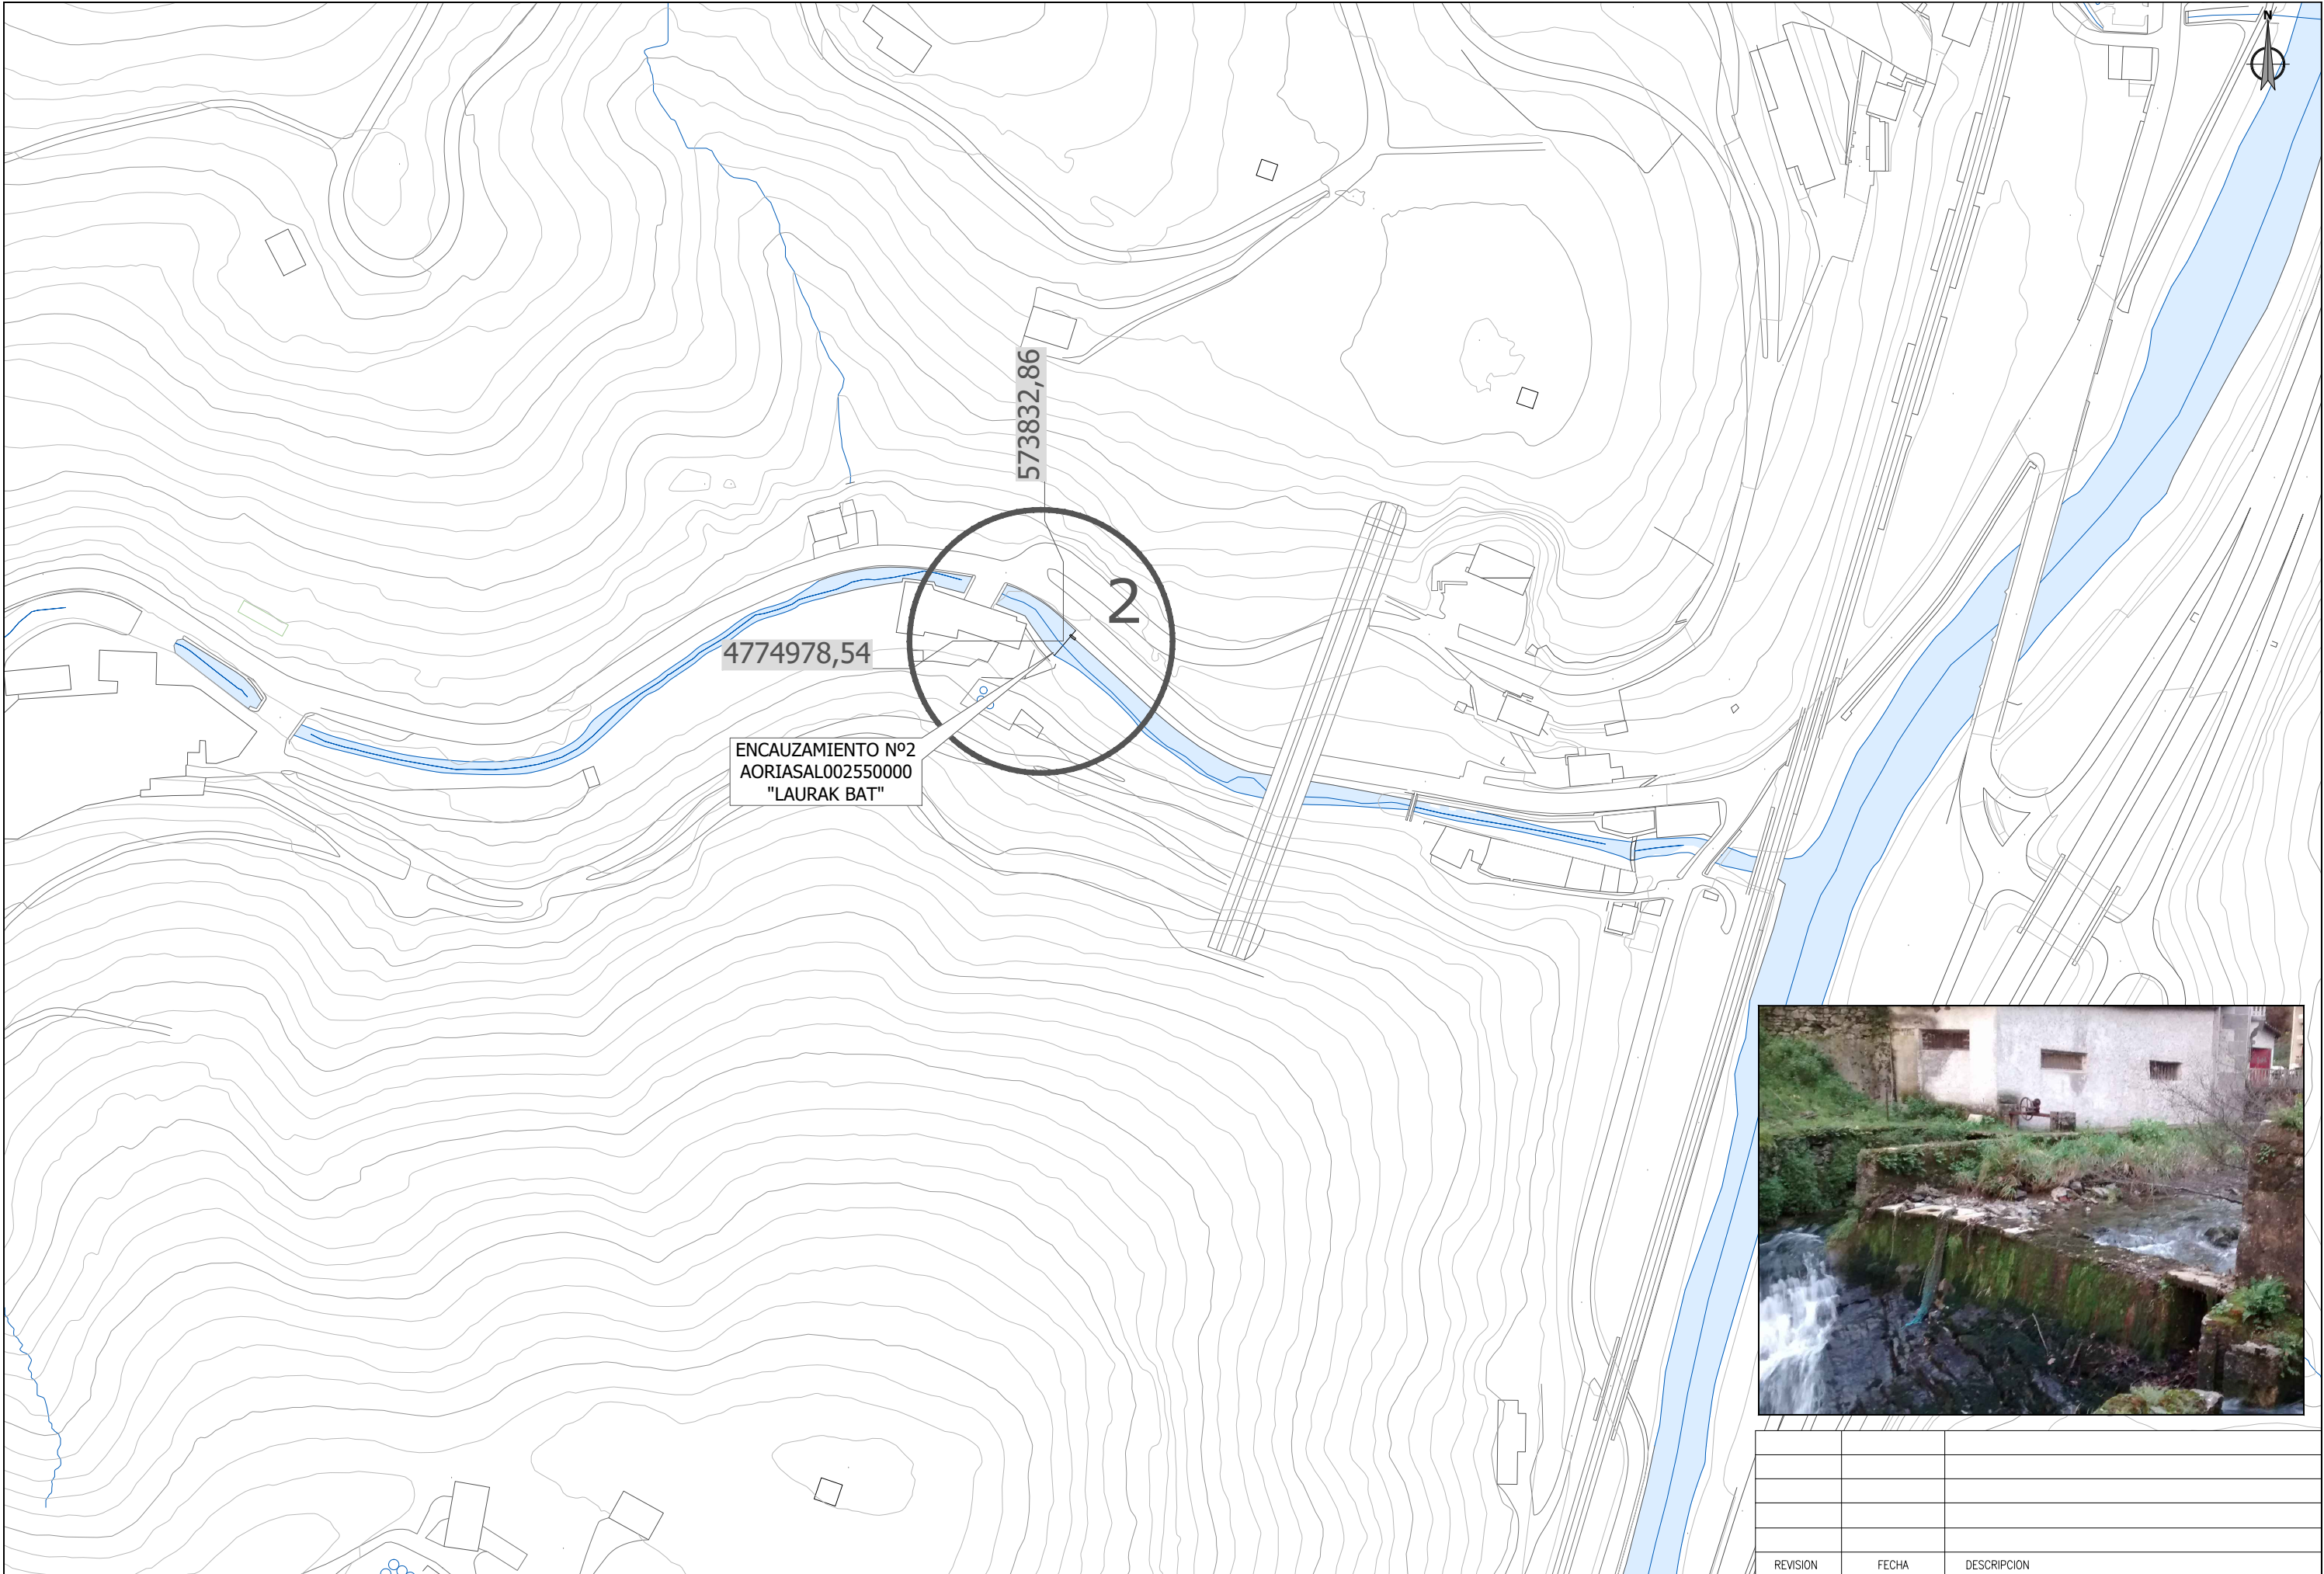 N
573832,86
2
4774978,54
ENCAUZAMIENTO Nº2
AORIASAL002550000
"LAURAK BAT"
REVISION FECHA DESCRIPCION